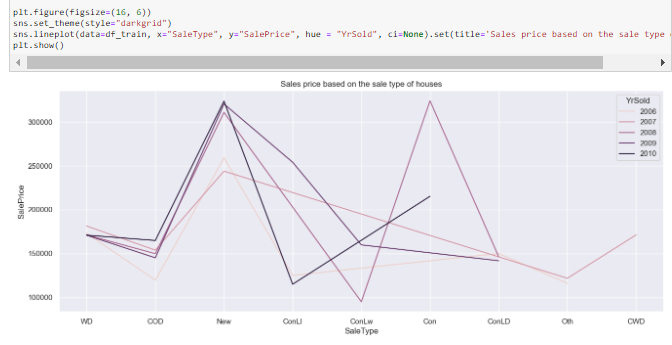 plt.figure(figsize=(16, 6))
sns.set_theme(style="darkgrid")
sns.lineplot(data=df_train, x="SaleType", y="SalePrice", hue = "YrSold", ci=None).set(title='Sales price based on the sale type
plt.show()
Sales price based on the sale type of houses
YrSold
2006
2007
2008
2009
2010
300000
250000
200000
150000
100000
SalePrice
WD COD New ConLI ConLw Con ConLD Oth CWD
SaleType